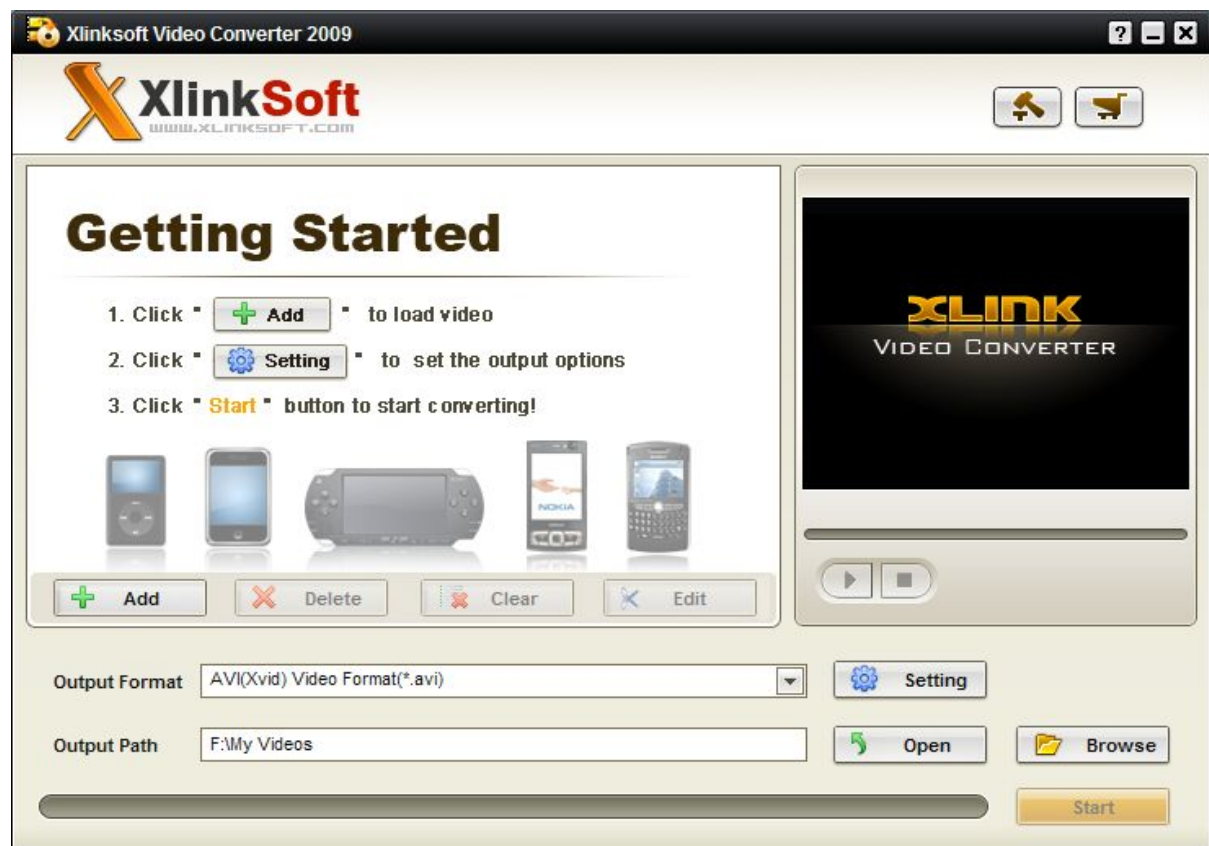 Xlinksoft Video Converter 2009
XlinkSoft
www.XLINKSOFT.COM
Getting Started
1. Click " Add " to load video
2. Click " Setting " to set the output options
3. Click " Start " button to start converting!
NOKIA
Add Delete Clear Edit
XLINK
VIDEO CONVERTER
Output Format AVI(Xvid) Video Format(*.avi) Setting
Output Path F:\My Videos Open Browse
Start